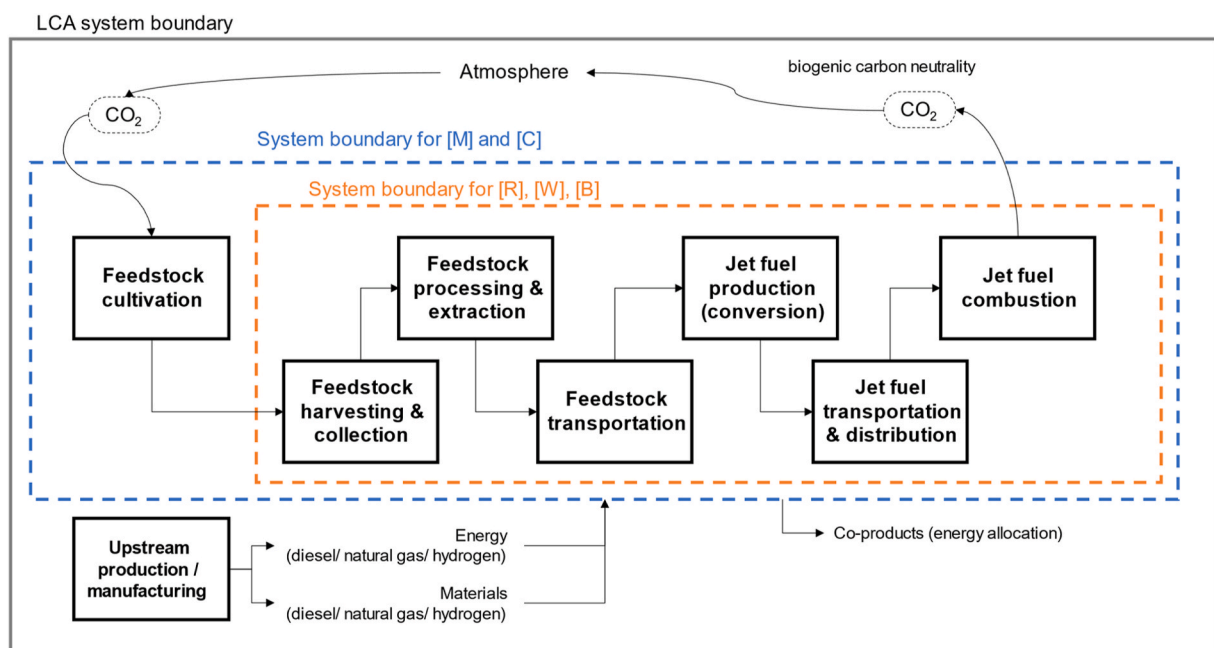 LCA system boundary
Atmosphere
biogenic carbon neutrality
CO₂
CO₂
System boundary for [M] and [C]
System boundary for [R], [W], [B]
Feedstock
cultivation
Feedstock
harvesting &
collection
Feedstock
processing &
extraction
Feedstock
transportation
Jet fuel
production
(conversion)
Jet fuel
transportation
& distribution
Jet fuel
combustion
Upstream
production /
manufacturing
Energy
(diesel/ natural gas/ hydrogen)
Materials
(diesel/ natural gas/ hydrogen)
Co-products (energy allocation)